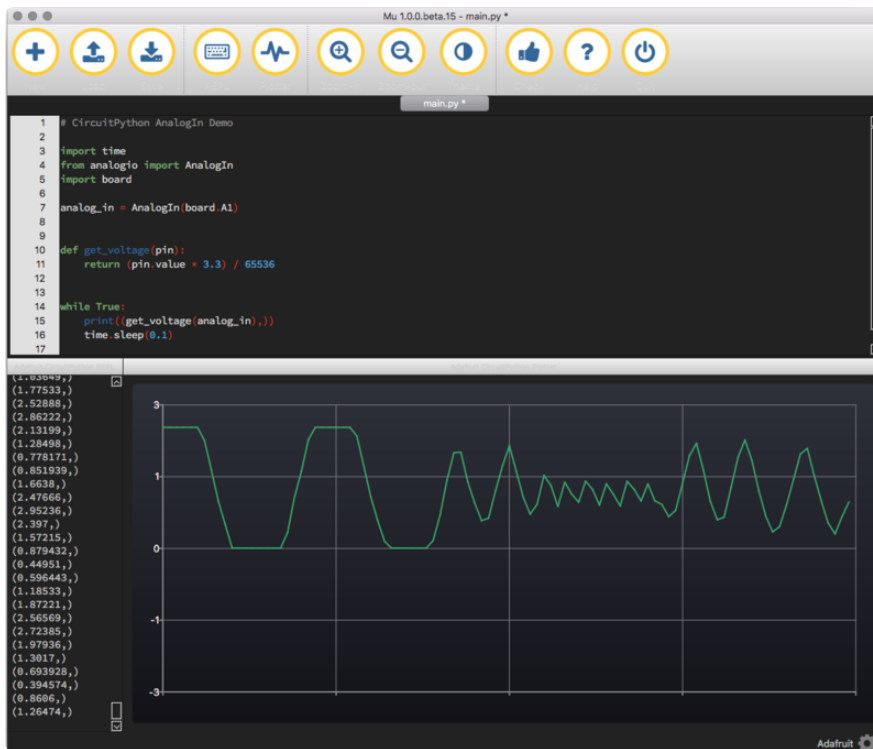 Mu 1.0.0.beta.15 - main.py *
main.py *
1 # CircuitPython AnalogIn Demo
2
3 import time
4 from analogio import AnalogIn
5 import board
6
7 analog_in = AnalogIn(board.A1)
8
9
10 def get_voltage(pin):
11     return (pin.value * 3.3) / 65536
12
13
14 while True:
15     print((get_voltage(analog_in),))
16     time.sleep(0.1)
17
(1.03649,)
(1.77533,)
(2.52888,)
(2.86222,)
(2.13199,)
(1.28498,)
(0.778171,)
(0.851939,)
(1.6638,)
(2.47666,)
(2.95236,)
(2.397,)
(1.57215,)
(0.879432,)
(0.44951,)
(0.596443,)
(1.18533,)
(1.87221,)
(2.56569,)
(2.72385,)
(1.97936,)
(1.3017,)
(0.693928,)
(0.394574,)
(0.8606,)
(1.26474,)
3
1
0
-1
-3
Adafruit